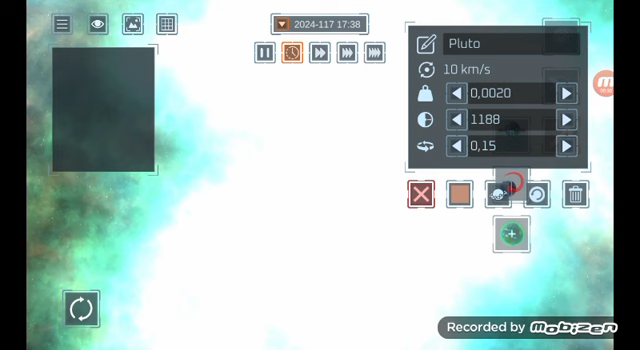 2024-117 17:38
Pluto
10 km/s
0,0020
1188
0,15
Recorded by Mobizen